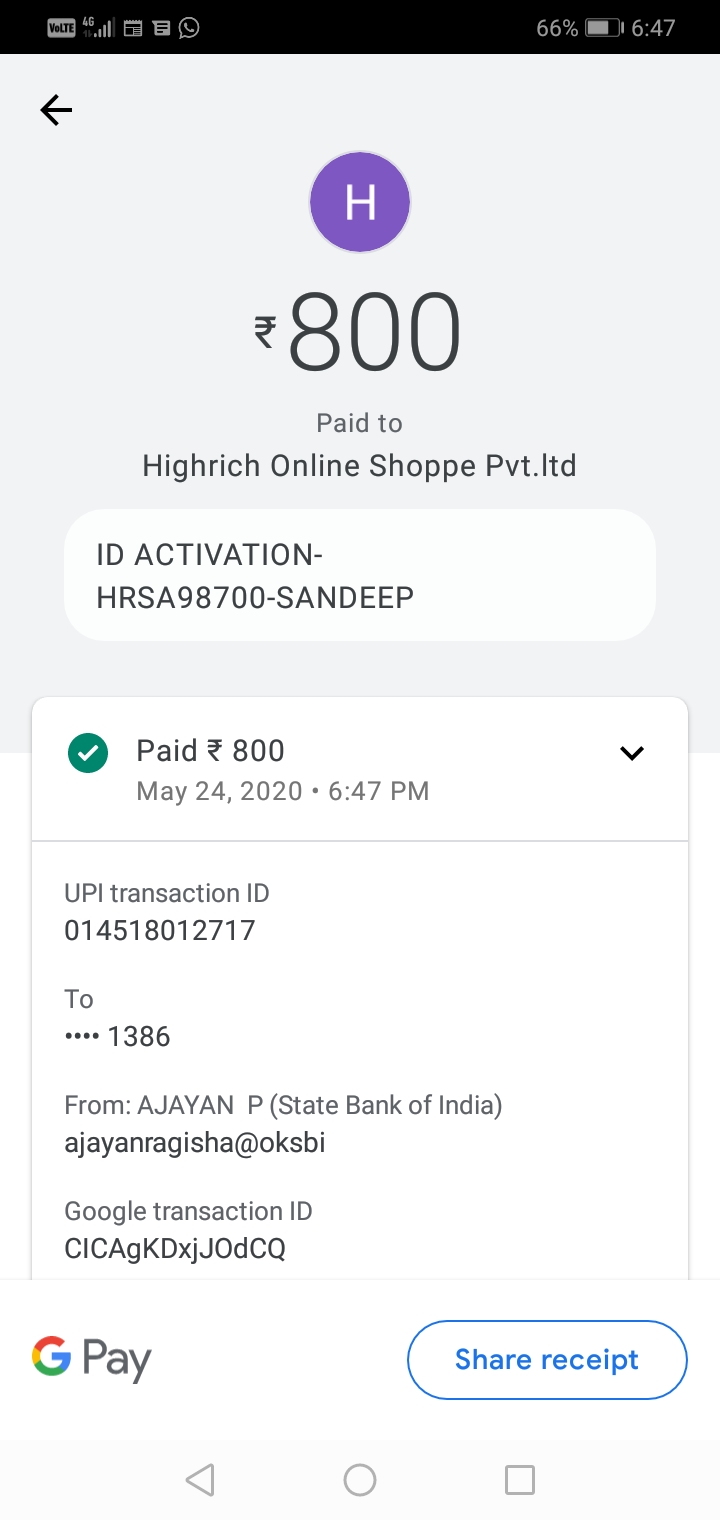 VoLTE 4G 66% 6:47
H
₹800
Paid to
Highrich Online Shoppe Pvt.ltd
ID ACTIVATION-
HRSA98700-SANDEEP
Paid ₹ 800
May 24, 2020 • 6:47 PM
UPI transaction ID
014518012717
To
•••• 1386
From: AJAYAN  P (State Bank of India)
ajayanragisha@oksbi
Google transaction ID
CICAgKDxjJOdCQ
G Pay
Share receipt